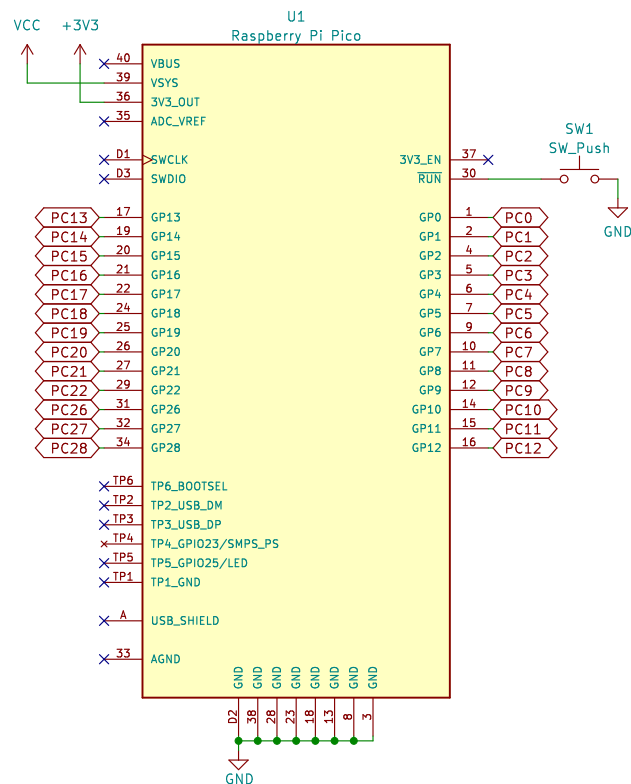 U1
Raspberry Pi Pico
VCC +3V3
40 VBUS
39 VSYS
36 3V3_OUT
35 ADC_VREF
D1 SWCLK
D3 SWDIO
3V3_EN 37
RUN 30
SW1
SW_Push
GND
PC13 17 GP13 GP0 1 PC0
PC14 19 GP14 GP1 2 PC1
PC15 20 GP15 GP2 4 PC2
PC16 21 GP16 GP3 5 PC3
PC17 22 GP17 GP4 6 PC4
PC18 24 GP18 GP5 7 PC5
PC19 25 GP19 GP6 9 PC6
PC20 26 GP20 GP7 10 PC7
PC21 27 GP21 GP8 11 PC8
PC22 29 GP22 GP9 12 PC9
PC26 31 GP26 GP10 14 PC10
PC27 32 GP27 GP11 15 PC11
PC28 34 GP28 GP12 16 PC12
TP6 TP6_BOOTSEL
TP2 TP2_USB_DM
TP3 TP3_USB_DP
TP4 TP4_GPIO23/SMPS_PS
TP5 TP5_GPIO25/LED
TP1 TP1_GND
A USB_SHIELD
33 AGND
GND GND GND GND GND GND GND GND
D2 38 28 23 18 13 8 3
GND